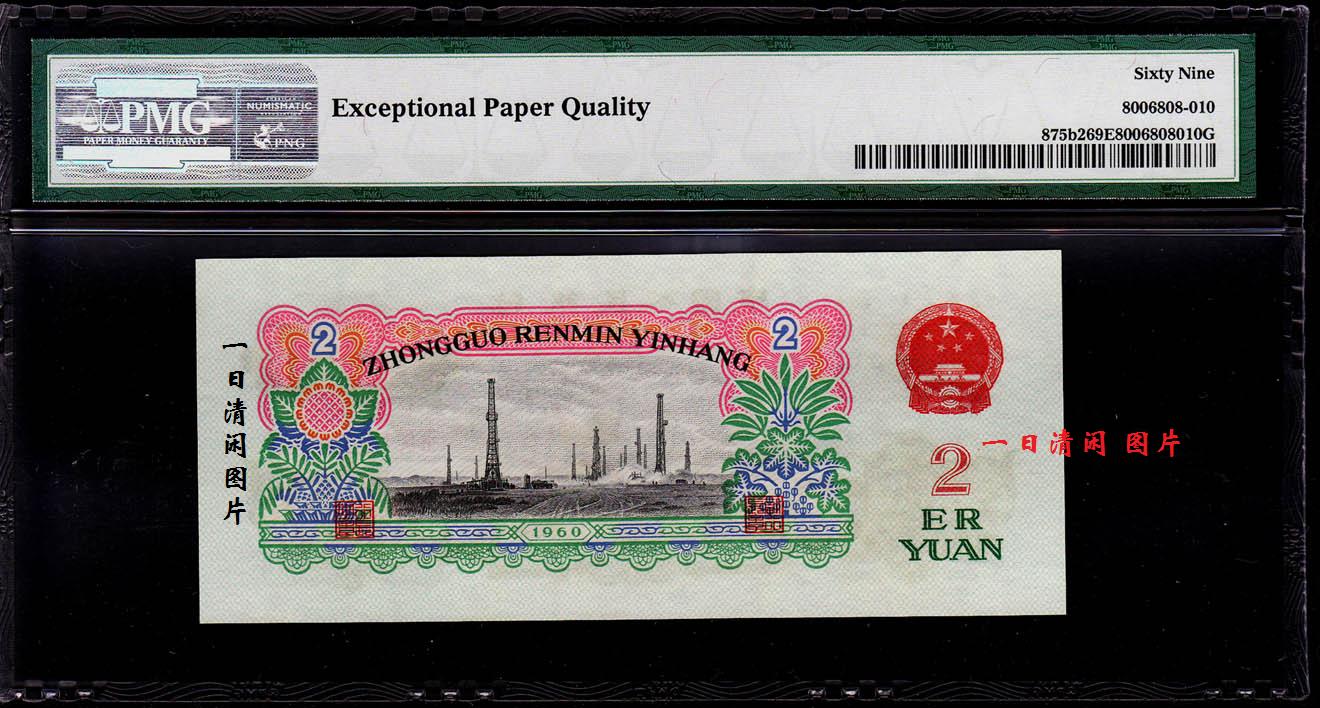 Sixty Nine
PMG
PAPER MONEY GUARANTY
NUMISMATIC
PNG
Exceptional Paper Quality
8006808-010
875b269E8006808010G
2
2
ZHONGGUO RENMIN YINHANG
一日清闲图片
1960
2
一日清闲 图片
ER
YUAN